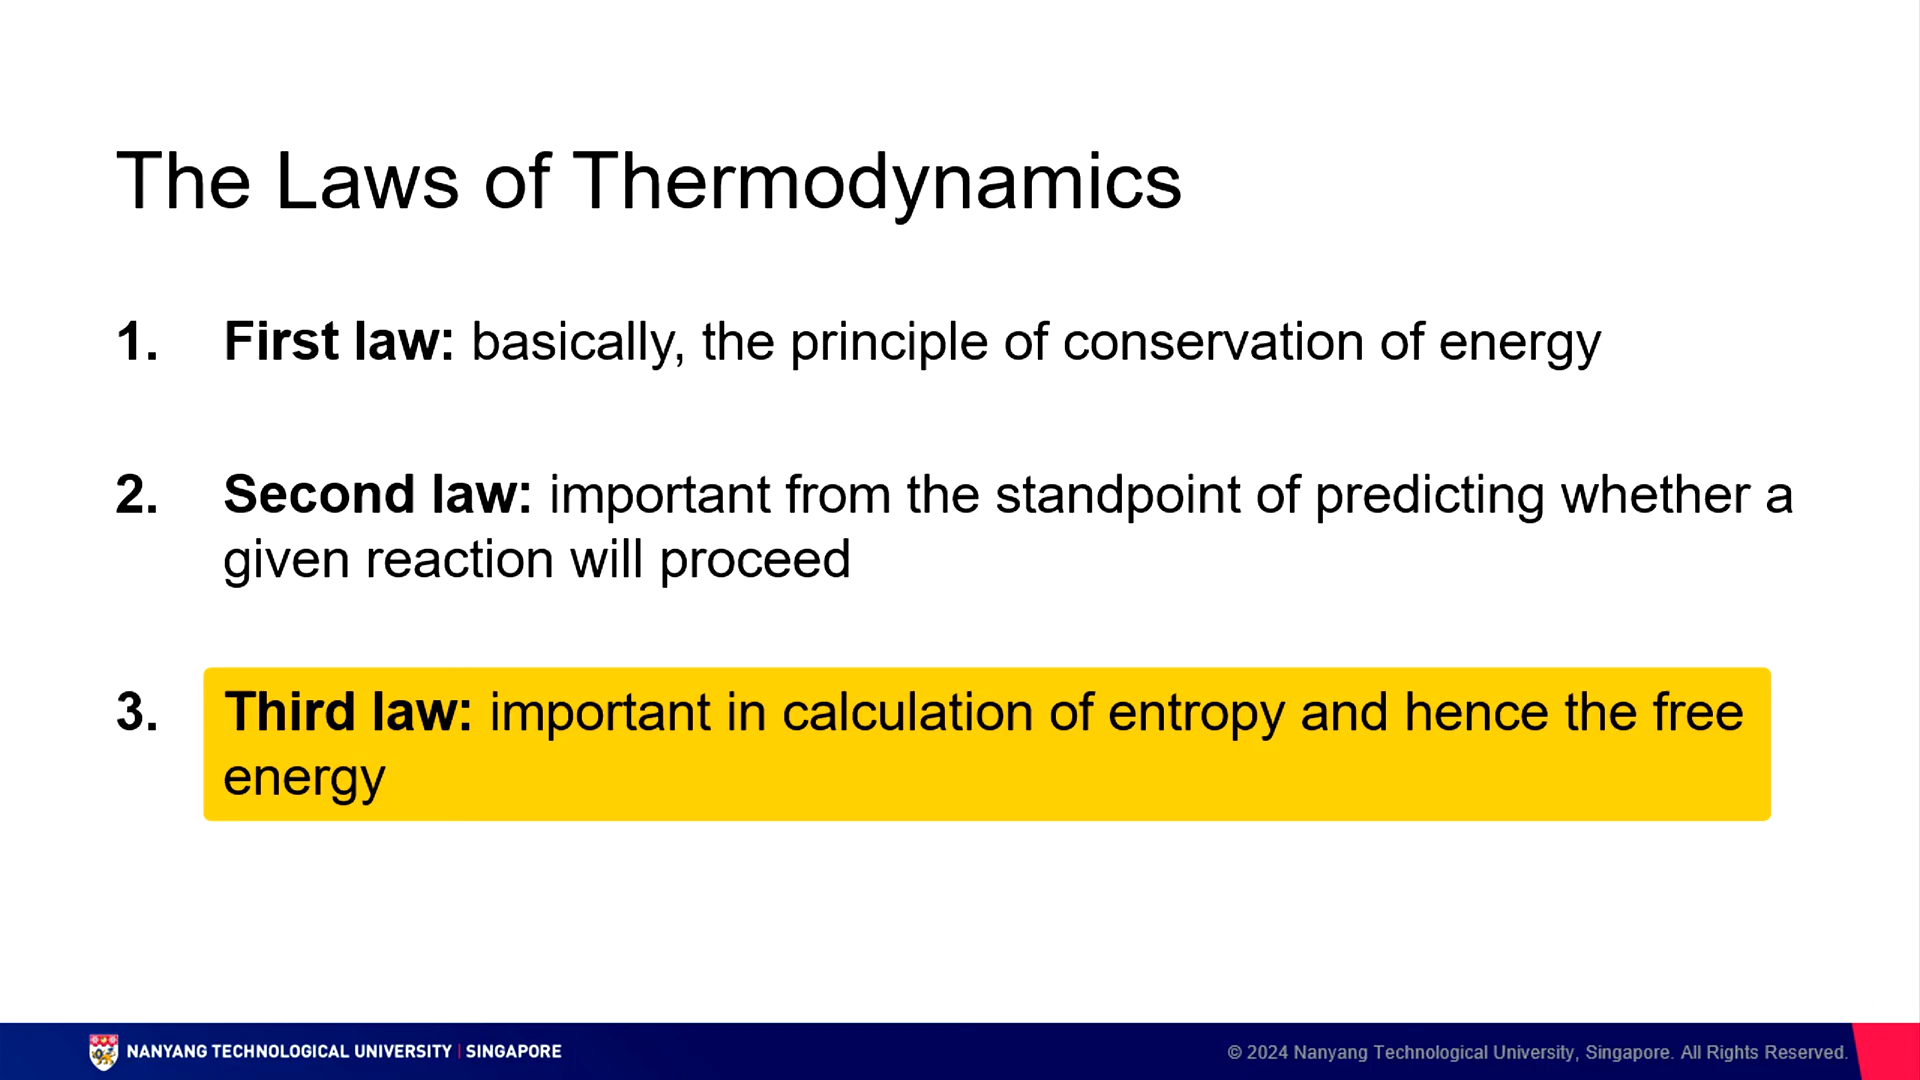 The Laws of Thermodynamics
1. First law: basically, the principle of conservation of energy
2. Second law: important from the standpoint of predicting whether a
given reaction will proceed
3. Third law: important in calculation of entropy and hence the free
energy
NANYANG TECHNOLOGICAL UNIVERSITY | SINGAPORE
© 2024 Nanyang Technological University, Singapore. All Rights Reserved.